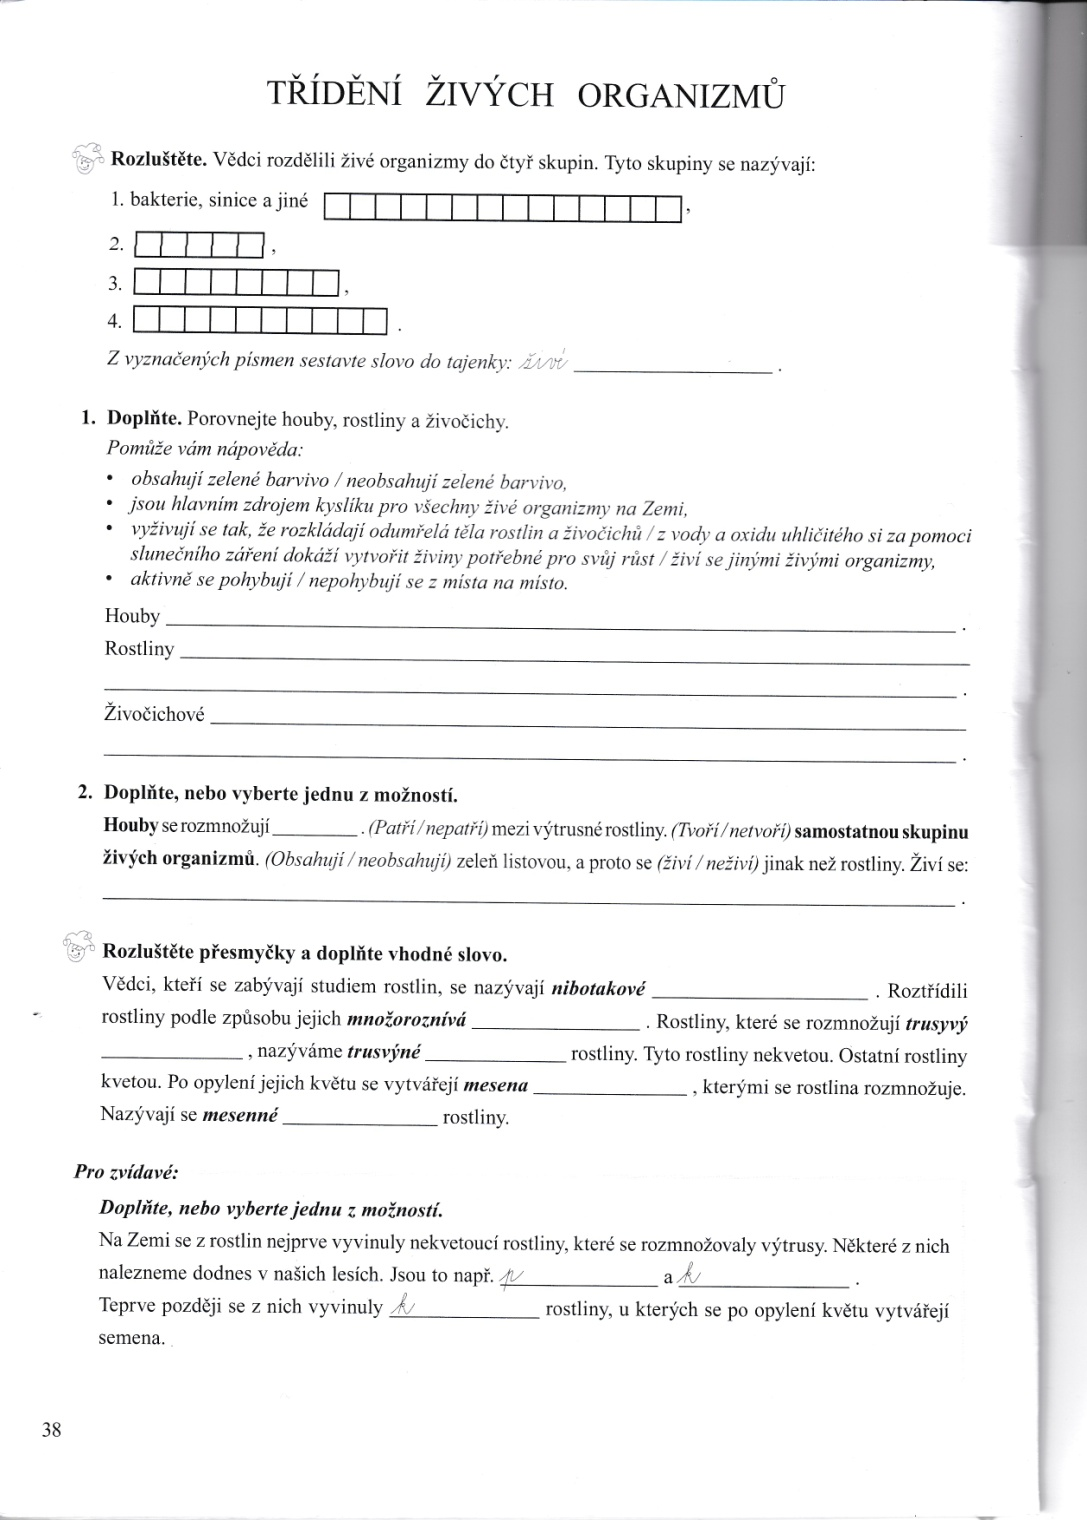 TŘÍDĚNÍ ŽIVÝCH ORGANIZMŮ
Rozluštěte. Vědci rozdělili živé organizmy do čtyř skupin. Tyto skupiny se nazývají:
1. bakterie, sinice a jiné ,
2. ,
3. ,
4. .
Z vyznačených písmen sestavte slovo do tajenky: živé .
1. Doplňte. Porovnejte houby, rostliny a živočichy.
Pomůže vám nápověda:
• obsahují zelené barvivo / neobsahují zelené barvivo,
• jsou hlavním zdrojem kyslíku pro všechny živé organizmy na Zemi,
• vyživují se tak, že rozkládají odumřelá těla rostlin a živočichů / z vody a oxidu uhličitého si za pomoci
slunečního záření dokáží vytvořit živiny potřebné pro svůj růst / živí se jinými živými organizmy,
• aktivně se pohybují / nepohybují se z místa na místo.
Houby .
Rostliny
.
Živočichové
.
2. Doplňte, nebo vyberte jednu z možností.
Houby se rozmnožují . (Patří / nepatří) mezi výtrusné rostliny. (Tvoří / netvoří) samostatnou skupinu
živých organizmů. (Obsahují / neobsahují) zeleň listovou, a proto se (živí / neživí) jinak než rostliny. Živí se:
.
Rozluštěte přesmyčky a doplňte vhodné slovo.
Vědci, kteří se zabývají studiem rostlin, se nazývají nibotakové . Roztřídili
rostliny podle způsobu jejich množoroznívá . Rostliny, které se rozmnožují trusyvý
, nazýváme trusvýné rostliny. Tyto rostliny nekvetou. Ostatní rostliny
kvetou. Po opylení jejich květu se vytvářejí mesena , kterými se rostlina rozmnožuje.
Nazývají se mesenné rostliny.
Pro zvídavé:
Doplňte, nebo vyberte jednu z možností.
Na Zemi se z rostlin nejprve vyvinuly nekvetoucí rostliny, které se rozmnožovaly výtrusy. Některé z nich
nalezneme dodnes v našich lesích. Jsou to např. p a k .
Teprve později se z nich vyvinuly k rostliny, u kterých se po opylení květu vytvářejí
semena.
38